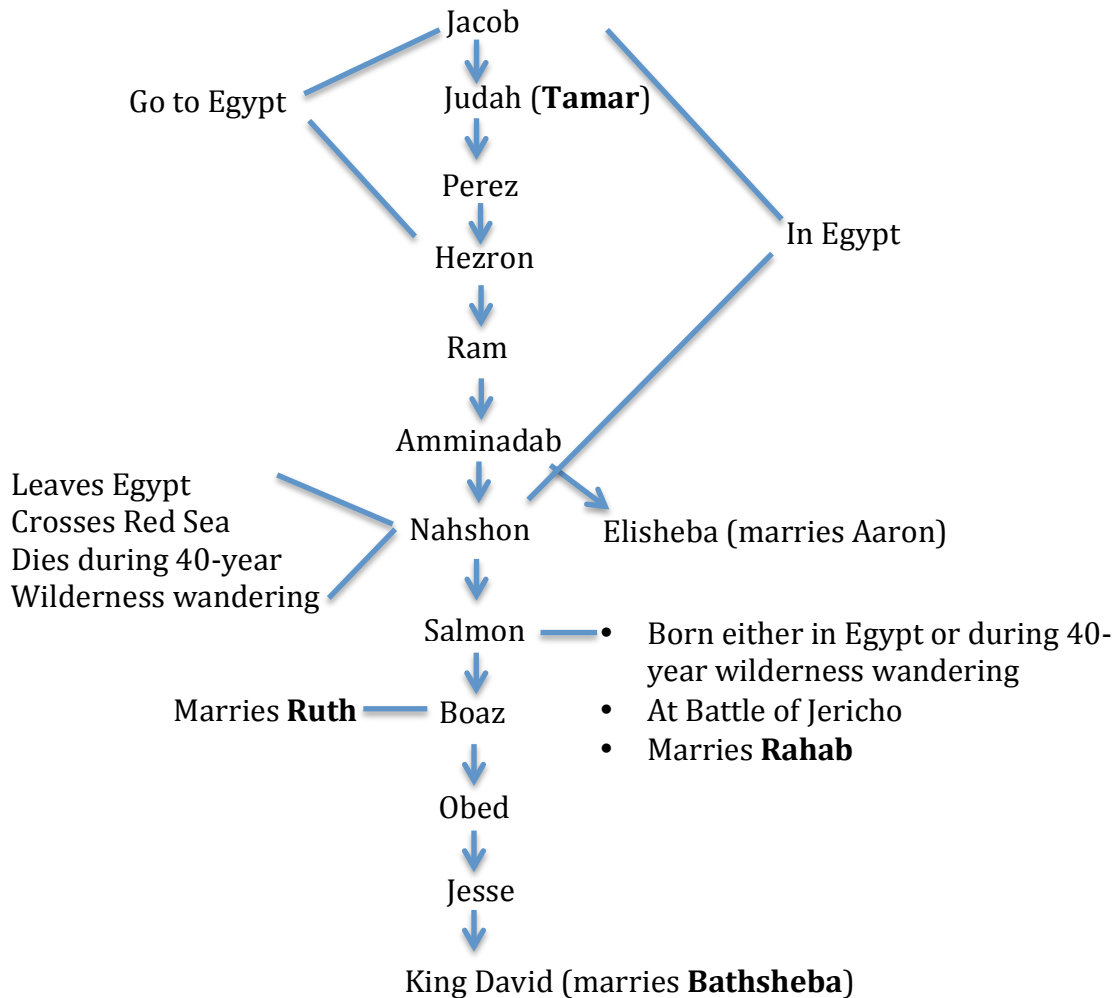 Jacob
Go to Egypt
Judah (Tamar)
Perez
In Egypt
Hezron
Ram
Amminadab
Leaves Egypt
Crosses Red Sea
Dies during 40-year
Wilderness wandering
Nahshon
Elisheba (marries Aaron)
Salmon
• Born either in Egypt or during 40-
year wilderness wandering
• At Battle of Jericho
• Marries Rahab
Marries Ruth
Boaz
Obed
Jesse
King David (marries Bathsheba)